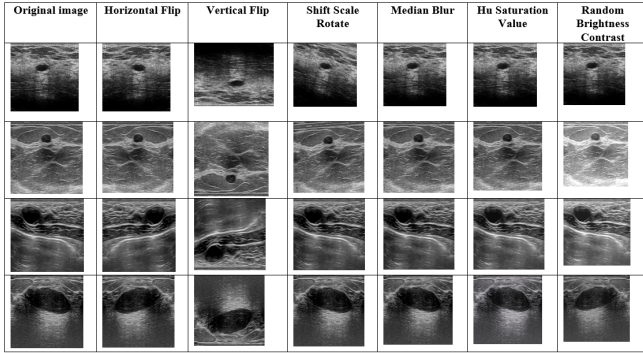 Original image
Horizontal Flip
Vertical Flip
Shift Scale
Rotate
Median Blur
Hu Saturation
Value
Random
Brightness
Contrast